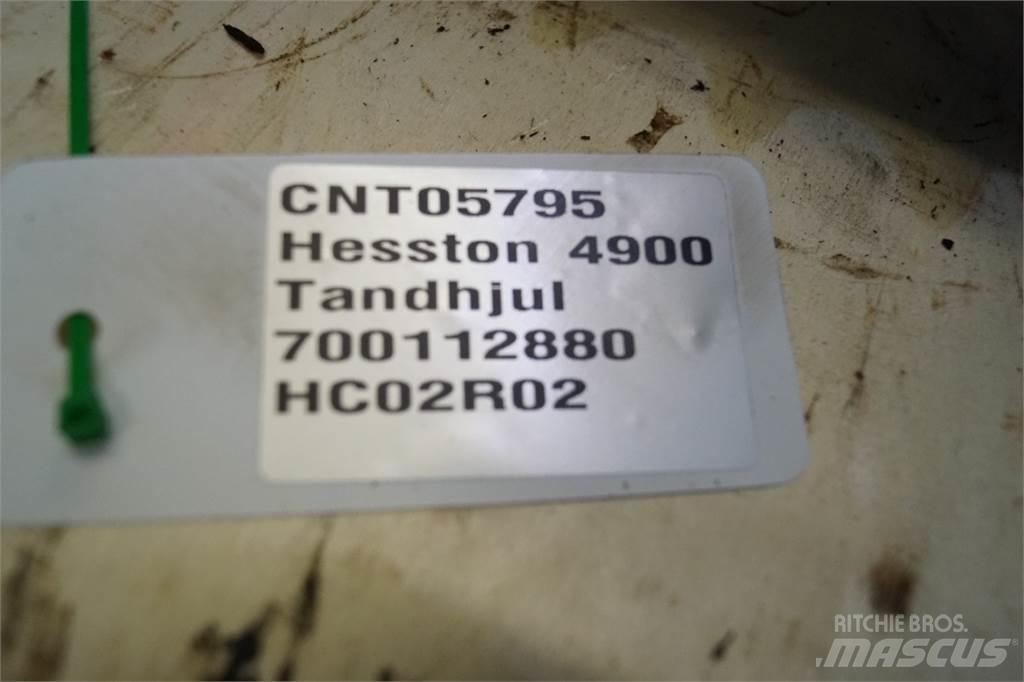 CNT05795
Hesston 4900
Tandhjul
700112880
HC02R02
RITCHIE BROS.
MASCUS